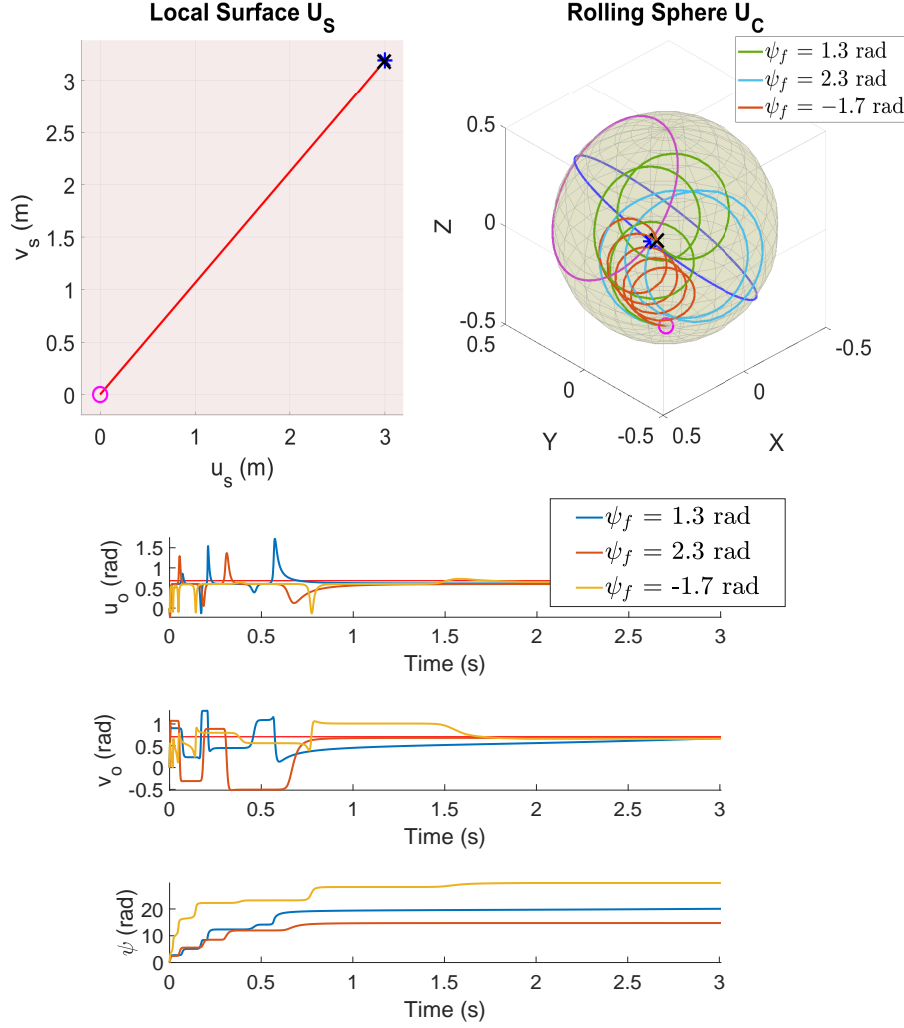 Local Surface U_S
v_s (m)
3
2.5
2
1.5
1
0.5
0
0
1
2
3
u_s (m)
Rolling Sphere U_C
ψ_f = 1.3 rad
ψ_f = 2.3 rad
ψ_f = −1.7 rad
Z
0.5
0
-0.5
0.5
0
-0.5
Y
0.5
0
-0.5
X
ψ_f = 1.3 rad
ψ_f = 2.3 rad
ψ_f = -1.7 rad
u_o (rad)
1.5
1
0.5
0
0
0.5
1
1.5
2
2.5
3
Time (s)
v_o (rad)
1
0.5
0
-0.5
0
0.5
1
1.5
2
2.5
3
Time (s)
ψ (rad)
20
10
0
0
0.5
1
1.5
2
2.5
3
Time (s)